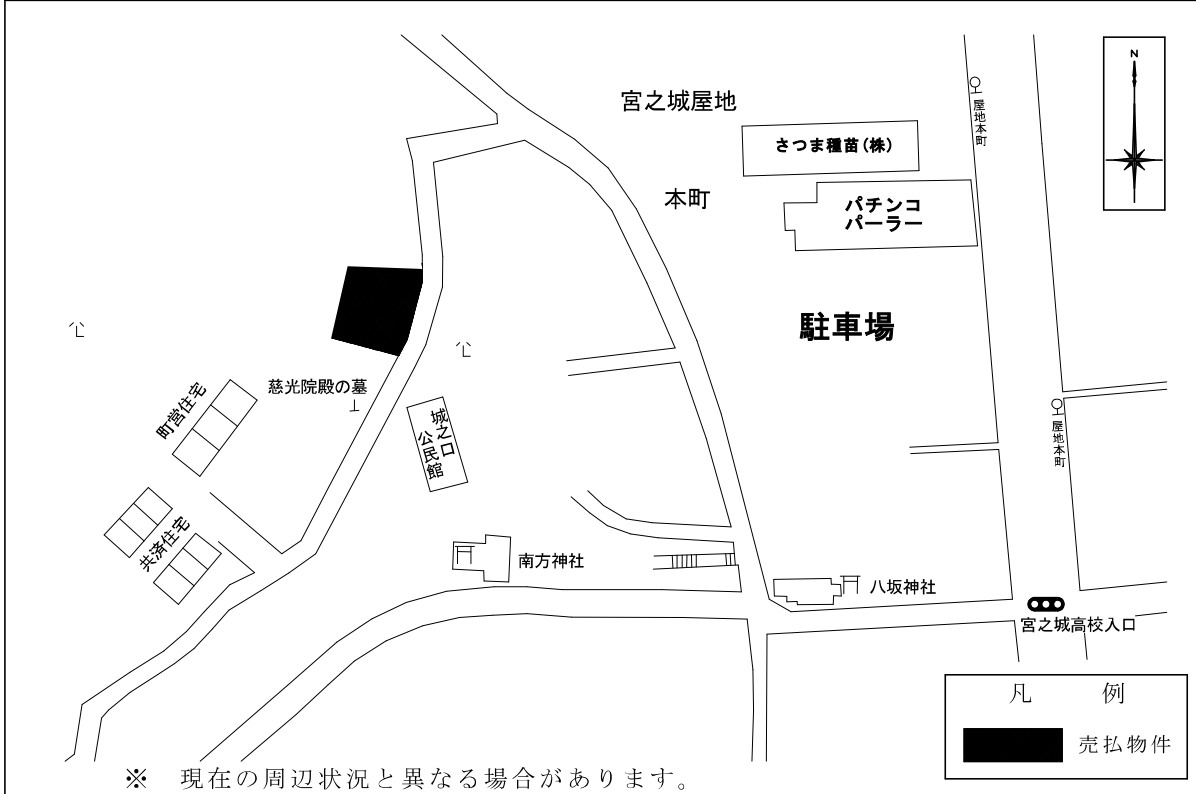 N
宮之城屋地
屋地本町
さつま種苗(株)
本町
パチンコ
パーラー
駐車場
慈光院殿の墓
町営住宅
城之口
公民館
屋地本町
共済住宅
南方神社
八坂神社
宮之城高校入口
凡 例
売払物件
※ 現在の周辺状況と異なる場合があります。